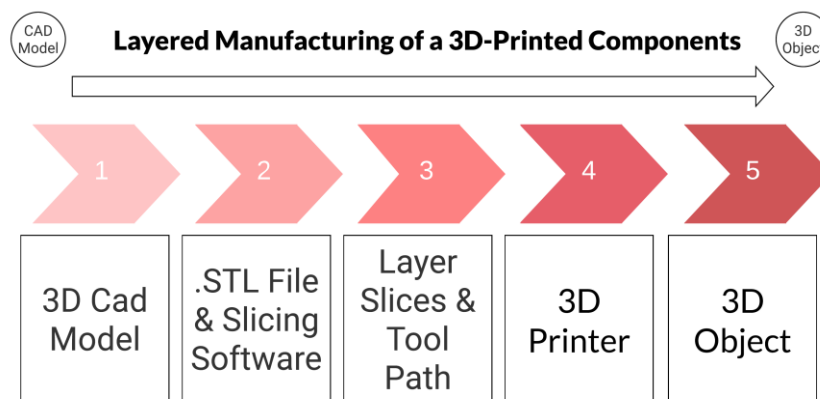 CAD
Model
Layered Manufacturing of a 3D-Printed Components
3D
Object
1
2
3
4
5
3D Cad
Model
.STL File
& Slicing
Software
Layer
Slices &
Tool
Path
3D
Printer
3D
Object